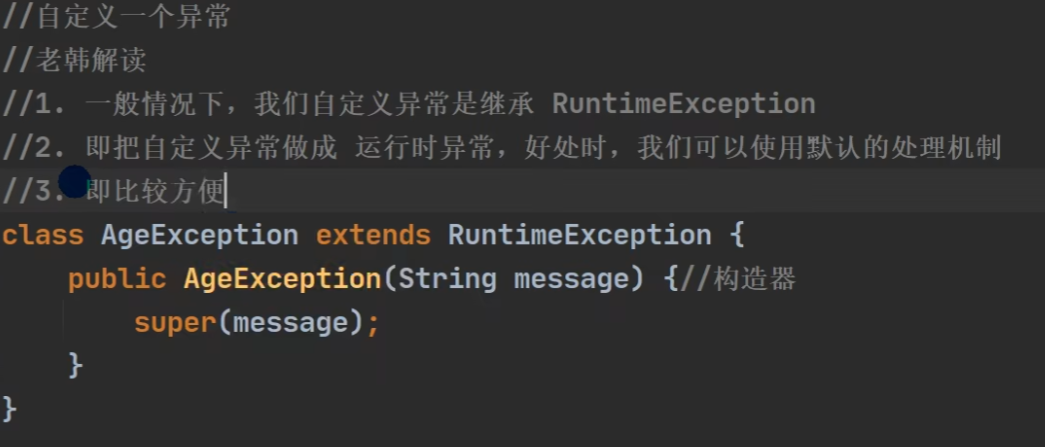 //自定义一个异常
//老韩解读
//1. 一般情况下，我们自定义异常是继承 RuntimeException
//2. 即把自定义异常做成 运行时异常，好处时，我们可以使用默认的处理机制
//3. 即比较方便
class AgeException extends RuntimeException {
    public AgeException(String message) {//构造器
        super(message);
    }
}